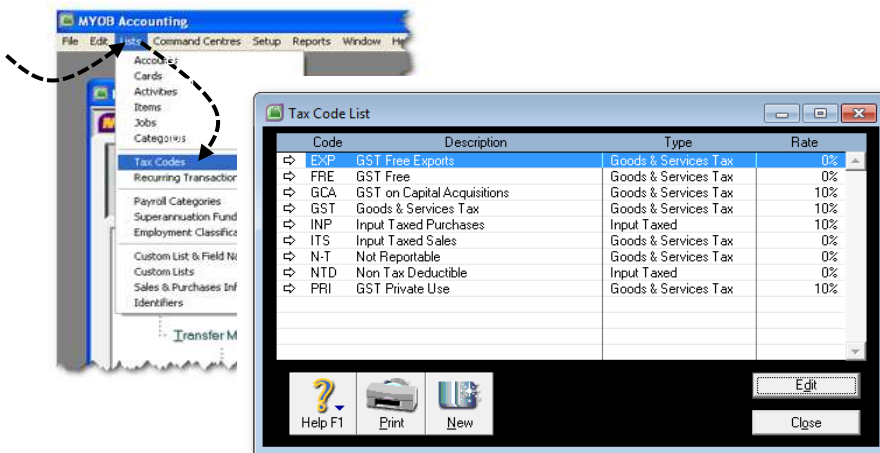 MYOB Accounting
File Edit Lists Command Centres Setup Reports Window
Accounts
Cards
Activities
Items
Jobs
Categories
Tax Codes
Recurring Transaction
Payroll Categories
Superannuation Fund
Employment Classifica
Custom List & Field Na
Custom Lists
Sales & Purchases Inf
Identifiers
Transfer M
Tax Code List
Code Description Type Rate
EXP GST Free Exports Goods & Services Tax 0%
FRE GST Free Goods & Services Tax 0%
GCA GST on Capital Acquisitions Goods & Services Tax 10%
GST Goods & Services Tax Goods & Services Tax 10%
INP Input Taxed Purchases Input Taxed 10%
ITS Input Taxed Sales Goods & Services Tax 0%
N-T Not Reportable Goods & Services Tax 0%
NTD Non Tax Deductible Input Taxed 0%
PRI GST Private Use Goods & Services Tax 10%
Edit
Help F1 Print New
Close